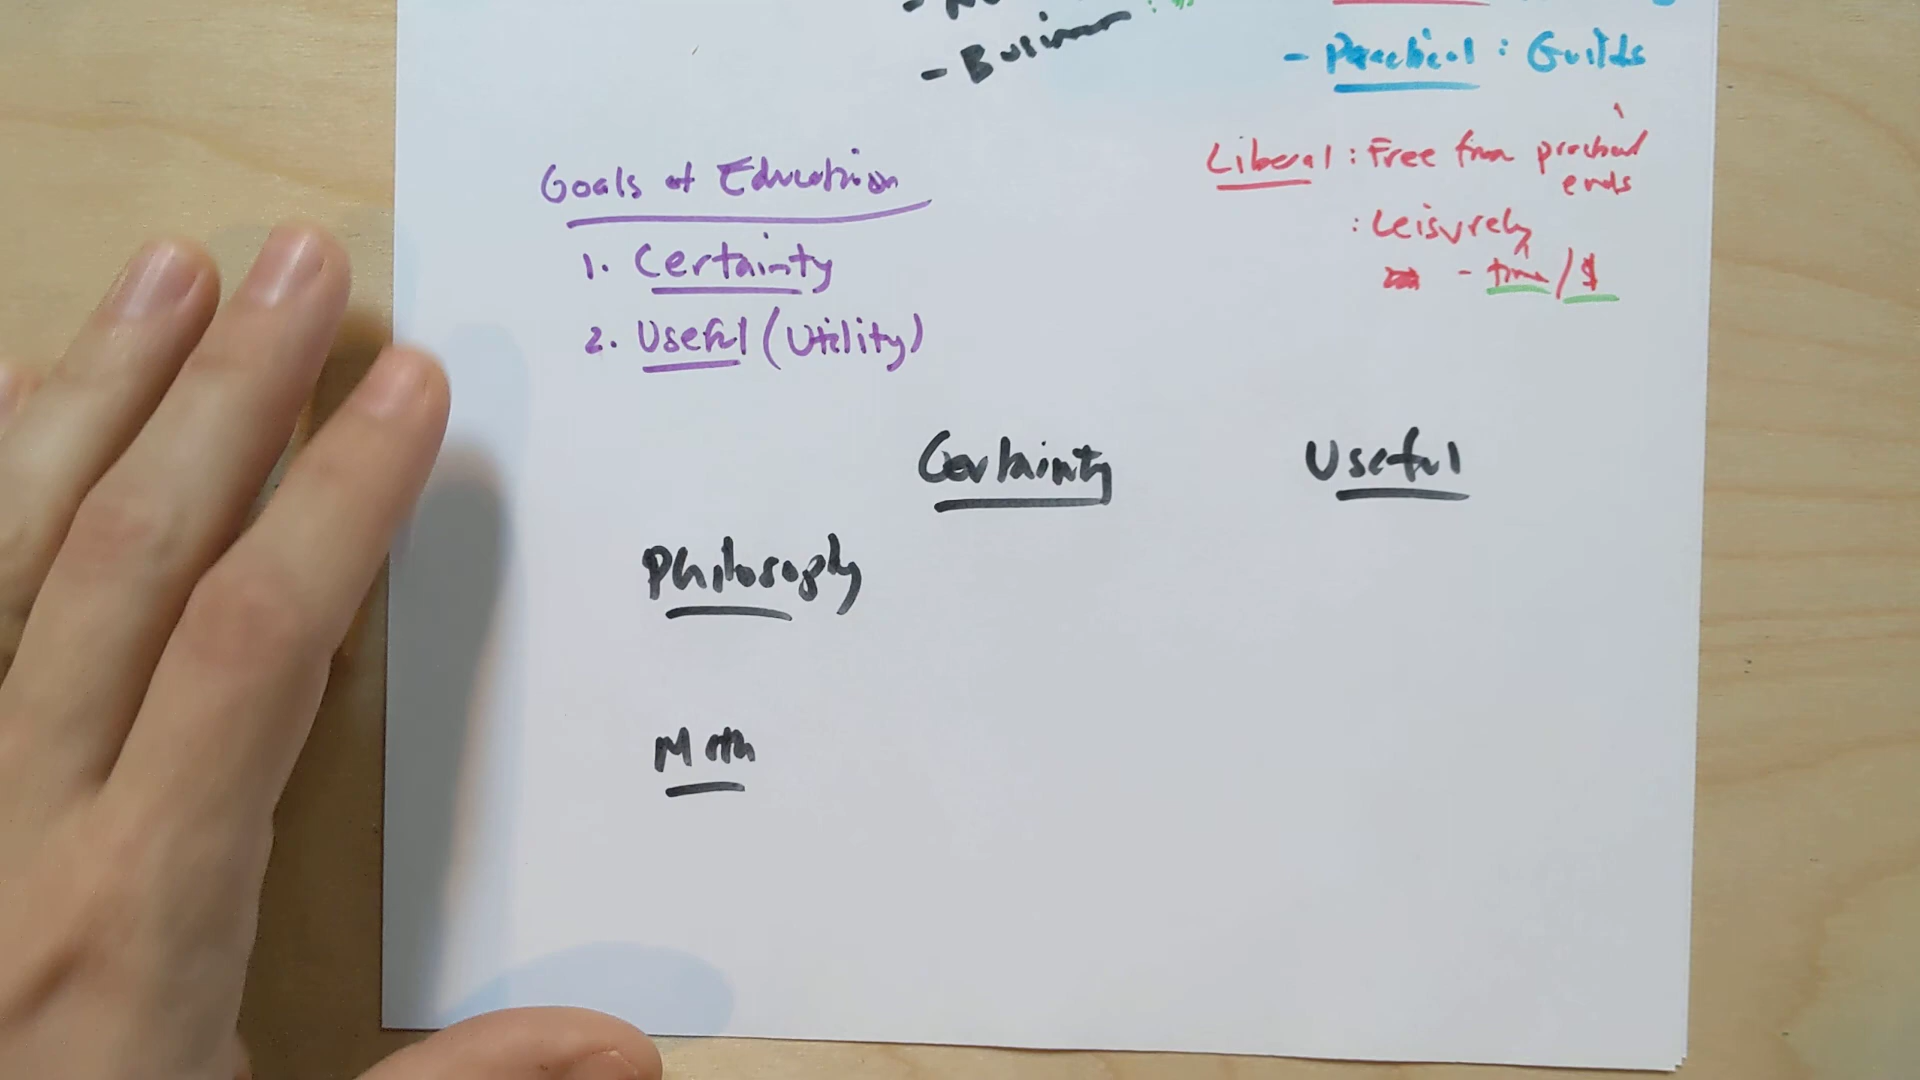 - Business
- Practical : Guilds
Liberal : Free from practical
ends
: Leisurely
- time / $
Goals of Education
1. Certainty
2. Useful (Utility)
Certainty Useful
Philosophy
Math